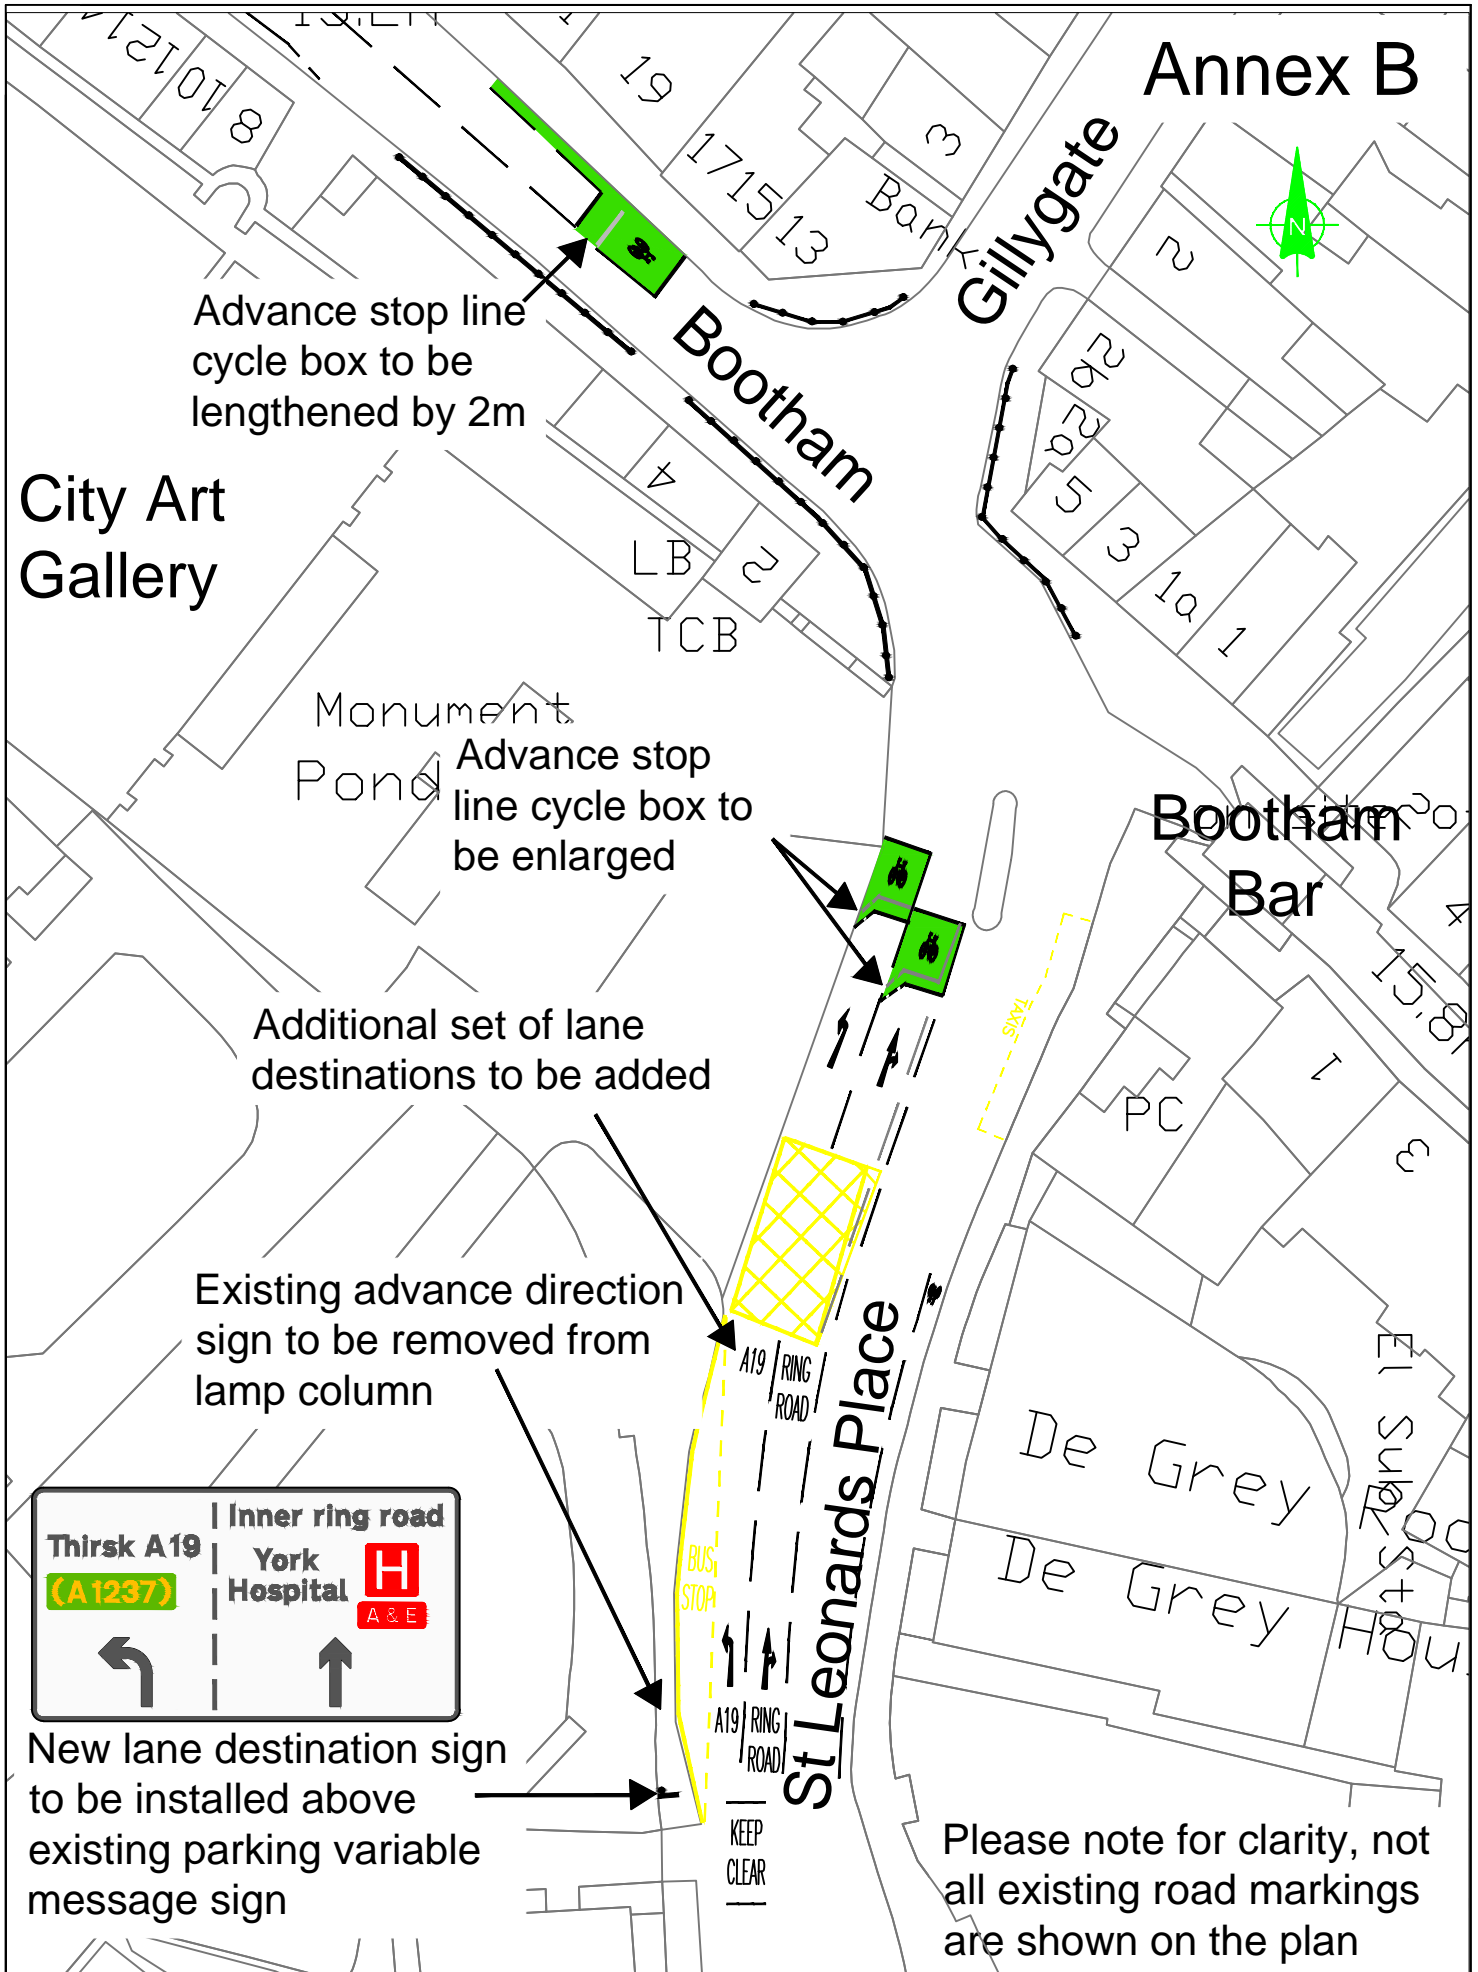 Annex B
N
12
10
8
19
17
15
13
Bank
3
Gillygate
2
2k
2a
5
3
1a
1
Advance stop line
cycle box to be
lengthened by 2m
Bootham
City Art
Gallery
4
LB
2
TCB
Monument
Pond
Advance stop
line cycle box to
be enlarged
Bootham
Bar
4
TAXIS
PC
1
3
Additional set of lane
destinations to be added
Existing advance direction
sign to be removed from
lamp column
A19
RING
ROAD
St Leonards Place
De Grey
De Grey
Thirsk A19
(A1237)
Inner ring road
York
Hospital
H
A & E
BUS
STOP
A19
RING
ROAD
New lane destination sign
to be installed above
existing parking variable
message sign
KEEP
CLEAR
Please note for clarity, not
all existing road markings
are shown on the plan